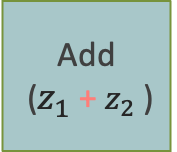 Add
(z₁ + z₂ )